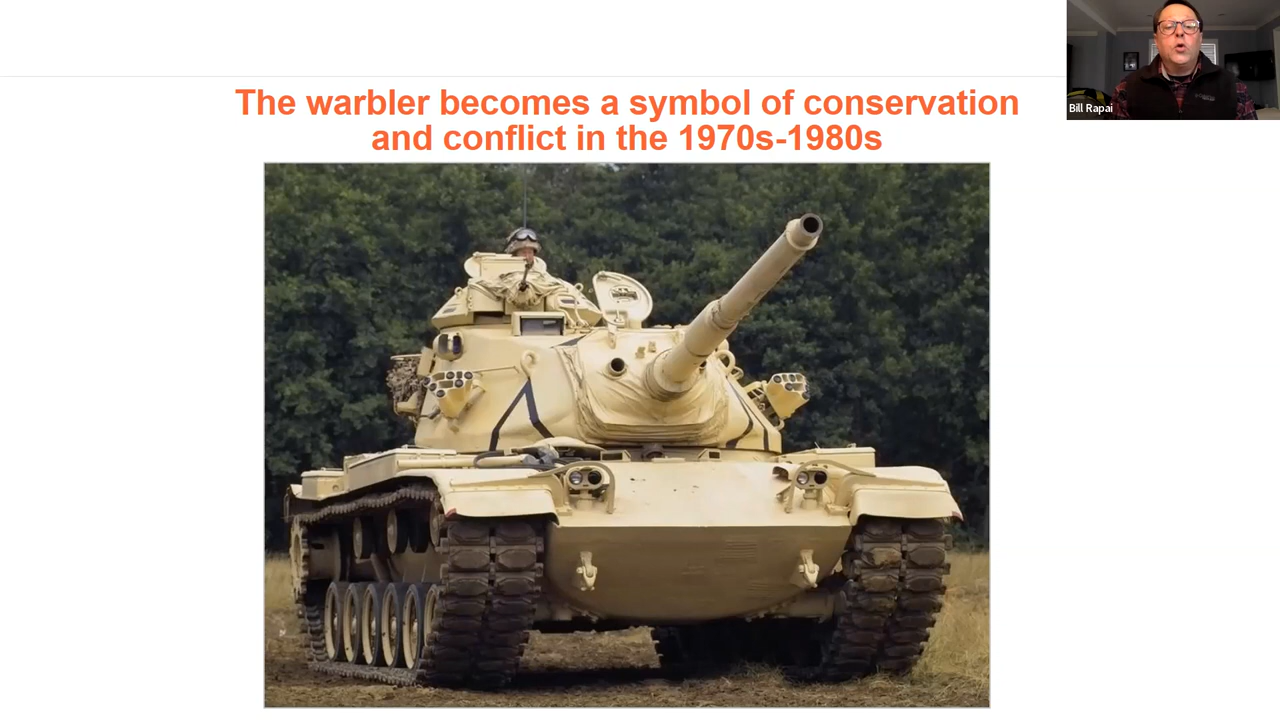 The warbler becomes a symbol of conservation
and conflict in the 1970s-1980s
Bill Rapai